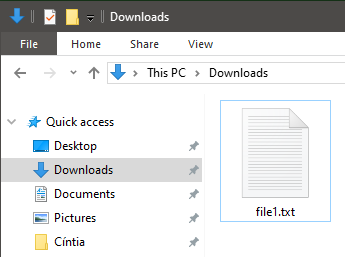 Downloads
File Home Share View
This PC Downloads
Quick access
Desktop
Downloads
Documents
Pictures
Cíntia
file1.txt